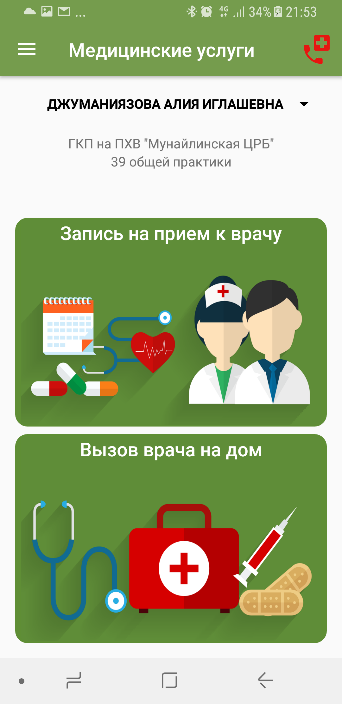 ... 4G 34% 21:53
Медицинские услуги
ДЖУМАНИЯЗОВА АЛИЯ ИГЛАШЕВНА
ГКП на ПХВ "Мунайлинская ЦРБ"
39 общей практики
Запись на прием к врачу
Вызов врача на дом